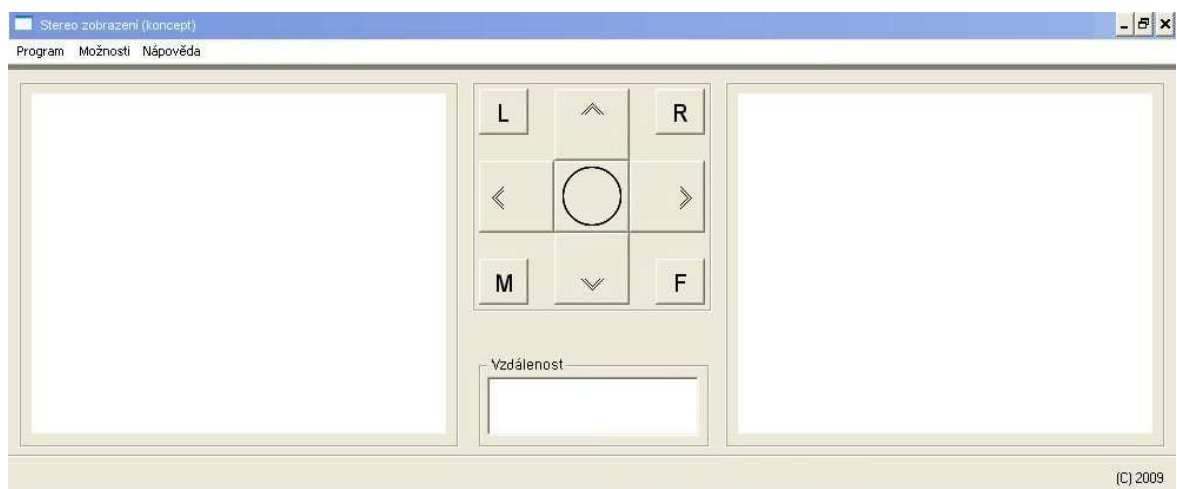 Stereo zobrazení (koncept)
Program Možnosti Nápověda
L R
M F
Vzdálenost
(C) 2009